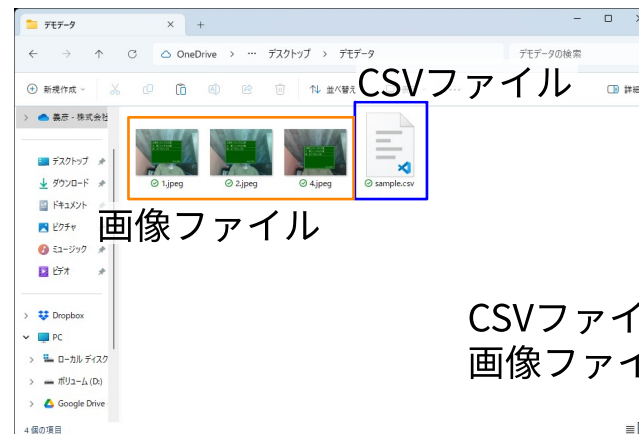 デモデータ
OneDrive > ... デスクトップ > デモデータ
デモデータの検索
新規作成
並べ替え
詳細
CSVファイル
義彦 - 株式会社
デスクトップ
ダウンロード
ドキュメント
ピクチャ
ミュージック
ビデオ
Dropbox
PC
ローカル ディスク
ボリューム (D:)
Google Drive
1.jpeg
2.jpeg
4.jpeg
sample.csv
画像ファイル
CSVファイ
画像ファイ
4 個の項目